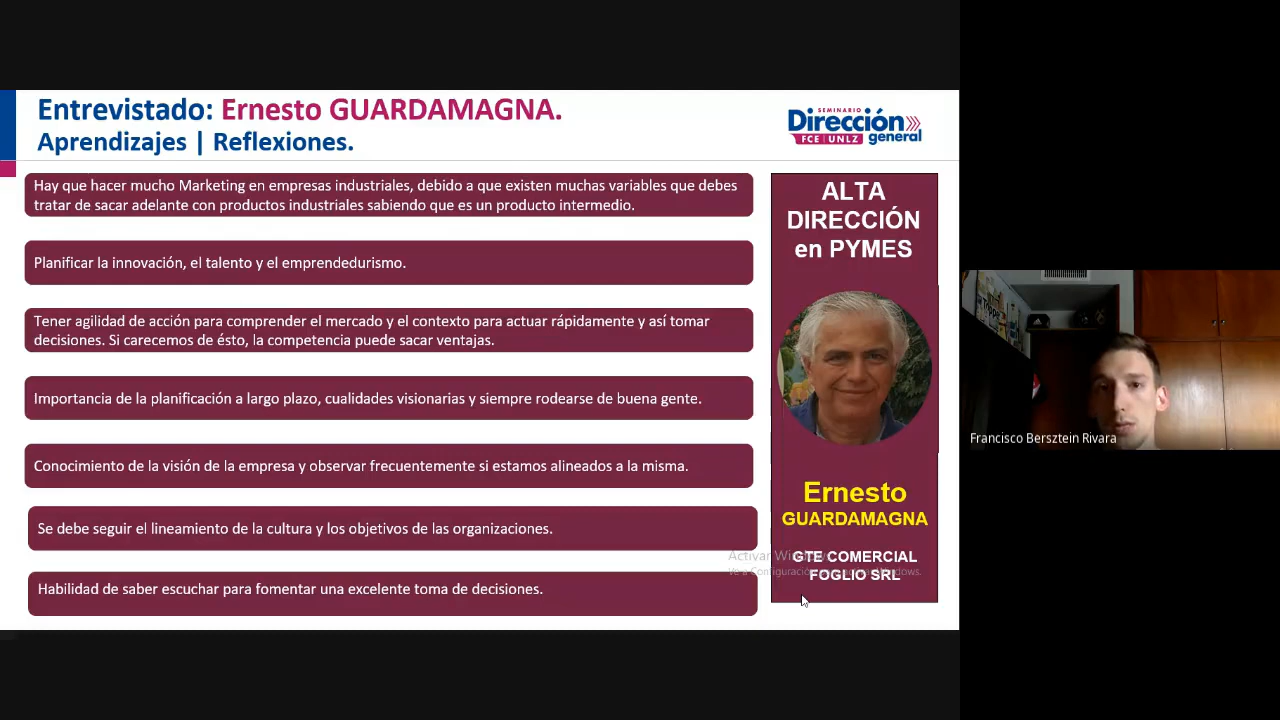 Entrevistado: Ernesto GUARDAMAGNA.
Aprendizajes | Reflexiones.
SEMINARIO
Dirección
FCE | UNLZ general
Hay que hacer mucho Marketing en empresas industriales, debido a que existen muchas variables que debes
tratar de sacar adelante con productos industriales sabiendo que es un producto intermedio.
Planificar la innovación, el talento y el emprendedurismo.
Tener agilidad de acción para comprender el mercado y el contexto para actuar rápidamente y así tomar
decisiones. Si carecemos de ésto, la competencia puede sacar ventajas.
Importancia de la planificación a largo plazo, cualidades visionarias y siempre rodearse de buena gente.
Conocimiento de la visión de la empresa y observar frecuentemente si estamos alineados a la misma.
Se debe seguir el lineamiento de la cultura y los objetivos de las organizaciones.
Habilidad de saber escuchar para fomentar una excelente toma de decisiones.
ALTA
DIRECCIÓN
en PYMES
Ernesto
GUARDAMAGNA
GTE COMERCIAL
FOGLIO SRL
Activar Windows
Ve a Configuración Windows.
Francisco Bersztein Rivara